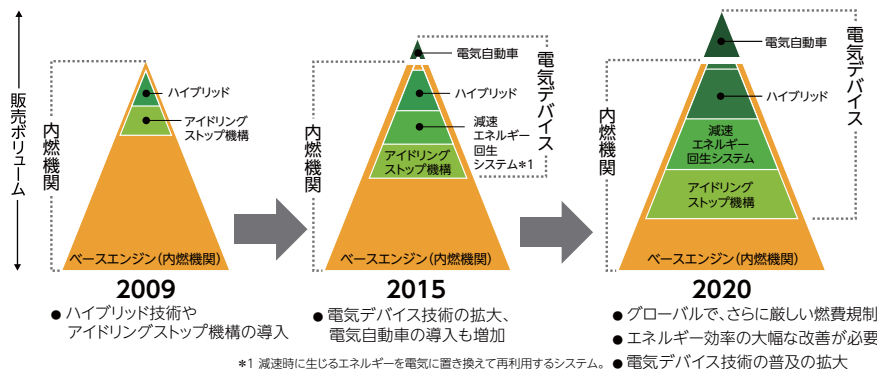 販売ボリューム
内燃機関
ハイブリッド
アイドリング
ストップ機構
ベースエンジン(内燃機関)
2009
● ハイブリッド技術や
アイドリングストップ機構の導入
内燃機関
電気自動車
ハイブリッド
減速
エネルギー
回生
システム*1
アイドリング
ストップ機構
電気デバイス
ベースエンジン(内燃機関)
2015
● 電気デバイス技術の拡大、
電気自動車の導入も増加
内燃機関
電気自動車
ハイブリッド
減速
エネルギー
回生システム
アイドリング
ストップ機構
電気デバイス
ベースエンジン(内燃機関)
2020
● グローバルで、さらに厳しい燃費規制
● エネルギー効率の大幅な改善が必要
● 電気デバイス技術の普及の拡大
*1 減速時に生じるエネルギーを電気に置き換えて再利用するシステム。